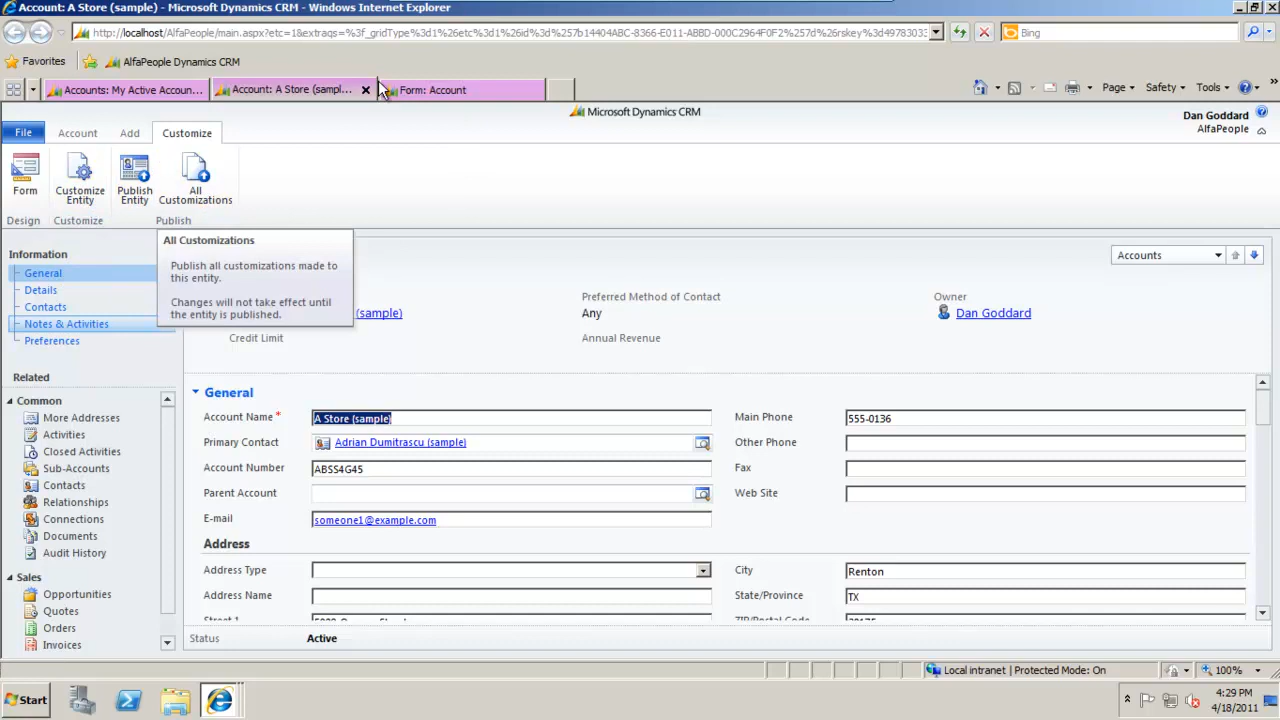 Account: A Store (sample) - Microsoft Dynamics CRM - Windows Internet Explorer
http://localhost/AlfaPeople/main.aspx?etc=1&extraqs=%3f_gridType%3d1%26etc%3d1%26id%3d%257b14404ABC-8366-E011-ABBD-000C2964F0F2%257d%26rskey%3d49783033
Bing
Favorites
AlfaPeople Dynamics CRM
Accounts: My Active Accoun...
Account: A Store (sampl...
Form: Account
Page
Safety
Tools
Microsoft Dynamics CRM
Dan Goddard
AlfaPeople
File
Account
Add
Customize
Form
Customize Entity
Publish Entity
All Customizations
Design
Customize
Publish
Information
General
Details
Contacts
Notes & Activities
Preferences
All Customizations
Publish all customizations made to
this entity.
Changes will not take effect until
the entity is published.
Accounts
(sample)
Credit Limit
Preferred Method of Contact
Any
Annual Revenue
Owner
Dan Goddard
Related
Common
More Addresses
Activities
Closed Activities
Sub-Accounts
Contacts
Relationships
Connections
Documents
Audit History
Sales
Opportunities
Quotes
Orders
Invoices
General
Account Name* A Store (sample)
Main Phone 555-0136
Primary Contact Adrian Dumitrascu (sample)
Other Phone
Account Number ABSS4G45
Fax
Parent Account
Web Site
E-mail someone1@example.com
Address
Address Type
City Renton
Address Name
State/Province TX
Status Active
Local intranet | Protected Mode: On
100%
Start
4:29 PM
4/18/2011